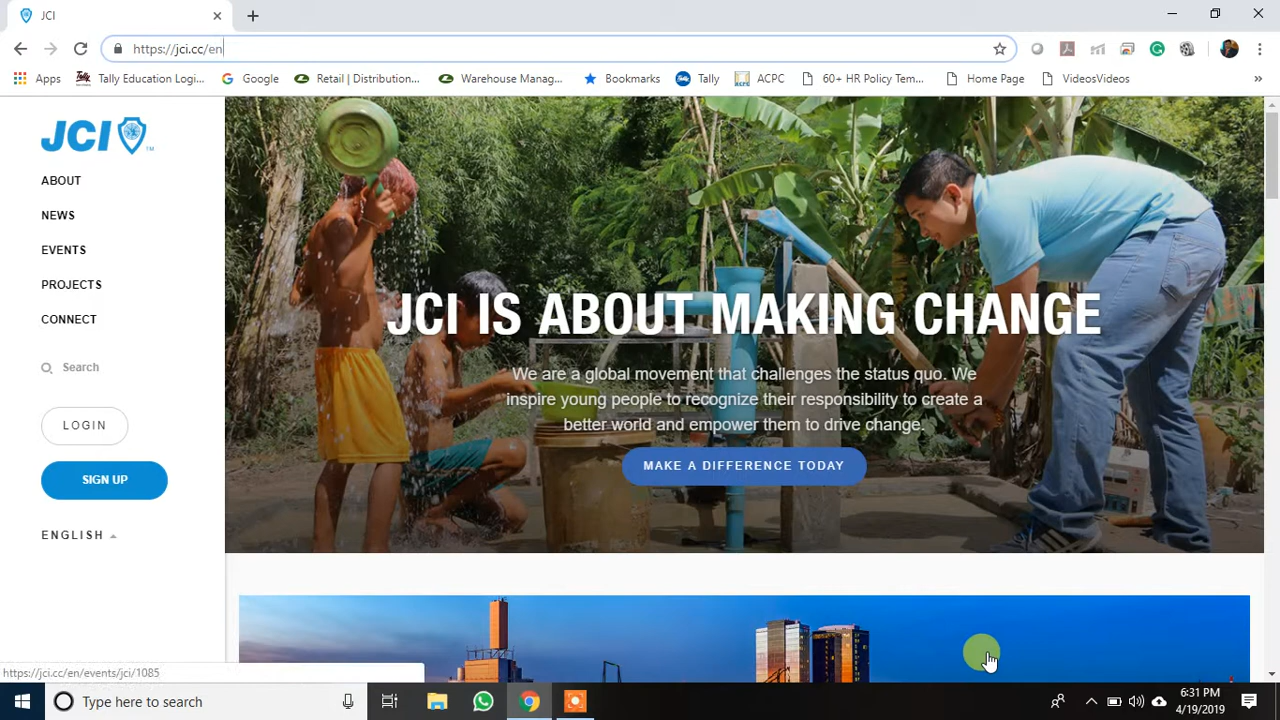 JCI
https://jci.cc/en
Apps
Tally Education Logi...
Google
Retail | Distribution...
Warehouse Manag...
Bookmarks
Tally
ACPC
60+ HR Policy Tem...
Home Page
VideosVideos
»
JCI
ABOUT
NEWS
EVENTS
PROJECTS
CONNECT
Search
LOGIN
SIGN UP
ENGLISH
JCI IS ABOUT MAKING CHANGE
We are a global movement that challenges the status quo. We
inspire young people to recognize their responsibility to create a
better world and empower them to drive change.
MAKE A DIFFERENCE TODAY
https://jci.cc/en/events/jci/1085
Type here to search
6:31 PM
4/19/2019